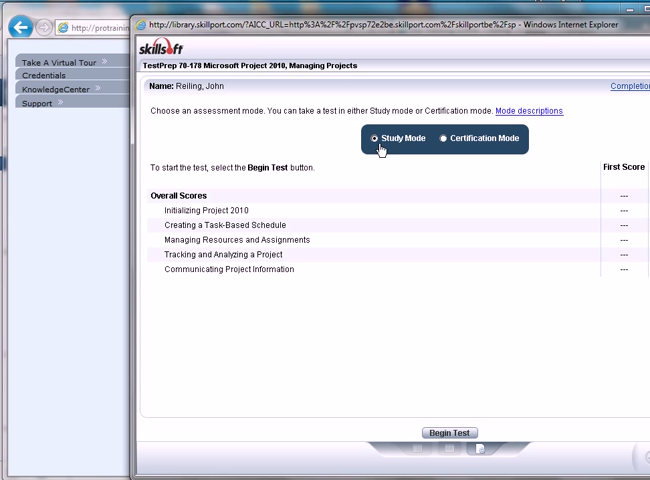 http://library.skillport.com/?AICC_URL=http%3A%2F%2Fpvsp72e2be.skillport.com%2Fskillportbe%2Fsp - Windows Internet Explorer
http://protrainin
skillsoft
TestPrep 70-178 Microsoft Project 2010, Managing Projects
Take A Virtual Tour »
Credentials
KnowledgeCenter »
Support »
Name: Reiling, John
Completio
Choose an assessment mode. You can take a test in either Study mode or Certification mode. Mode descriptions
Study Mode Certification Mode
To start the test, select the Begin Test button.
First Score
Overall Scores ---
Initializing Project 2010 ---
Creating a Task-Based Schedule ---
Managing Resources and Assignments ---
Tracking and Analyzing a Project ---
Communicating Project Information ---
Begin Test